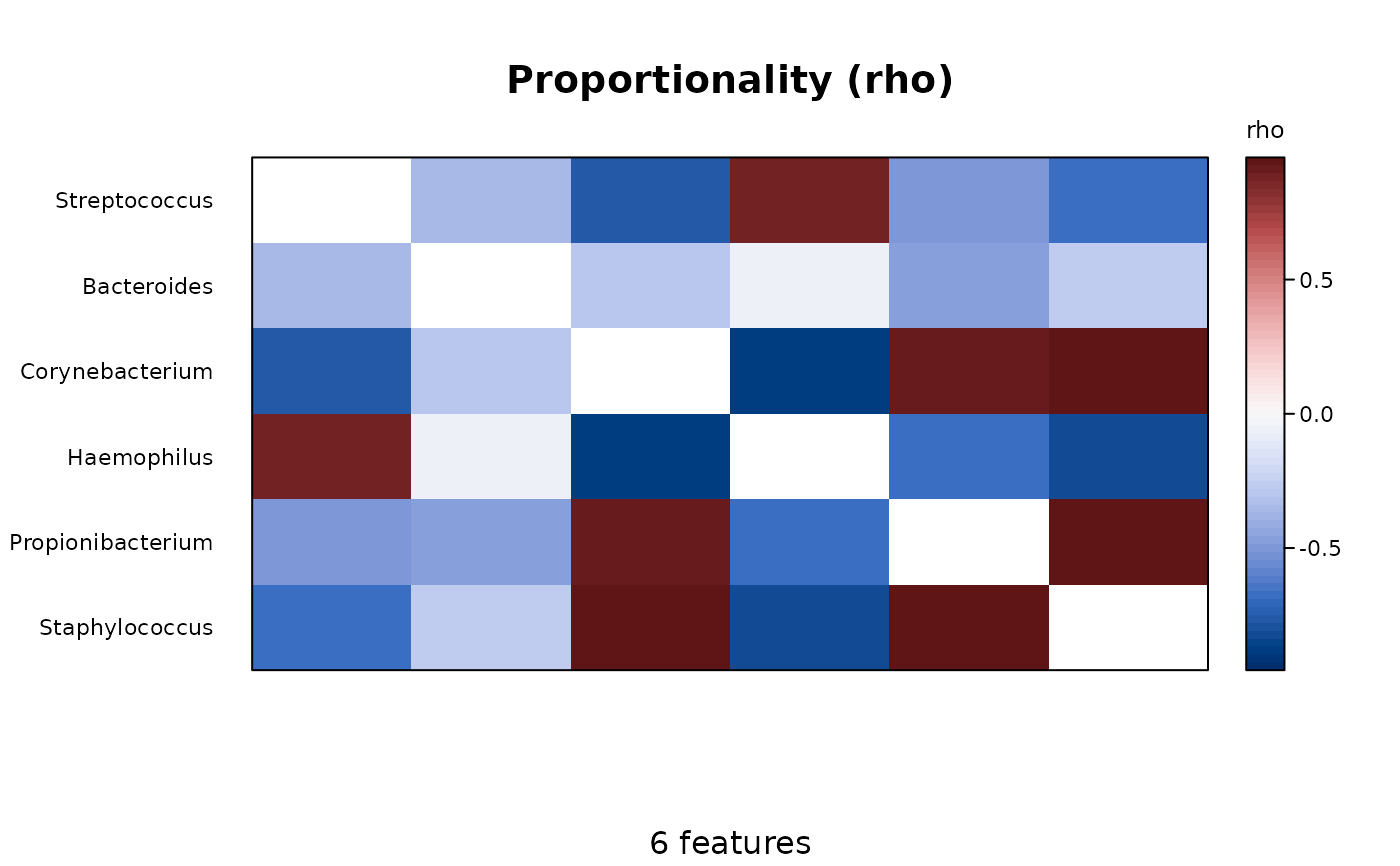 Proportionality (rho)
rho
Streptococcus
Bacteroides
Corynebacterium
Haemophilus
Propionibacterium
Staphylococcus
0.5
0.0
-0.5
6 features